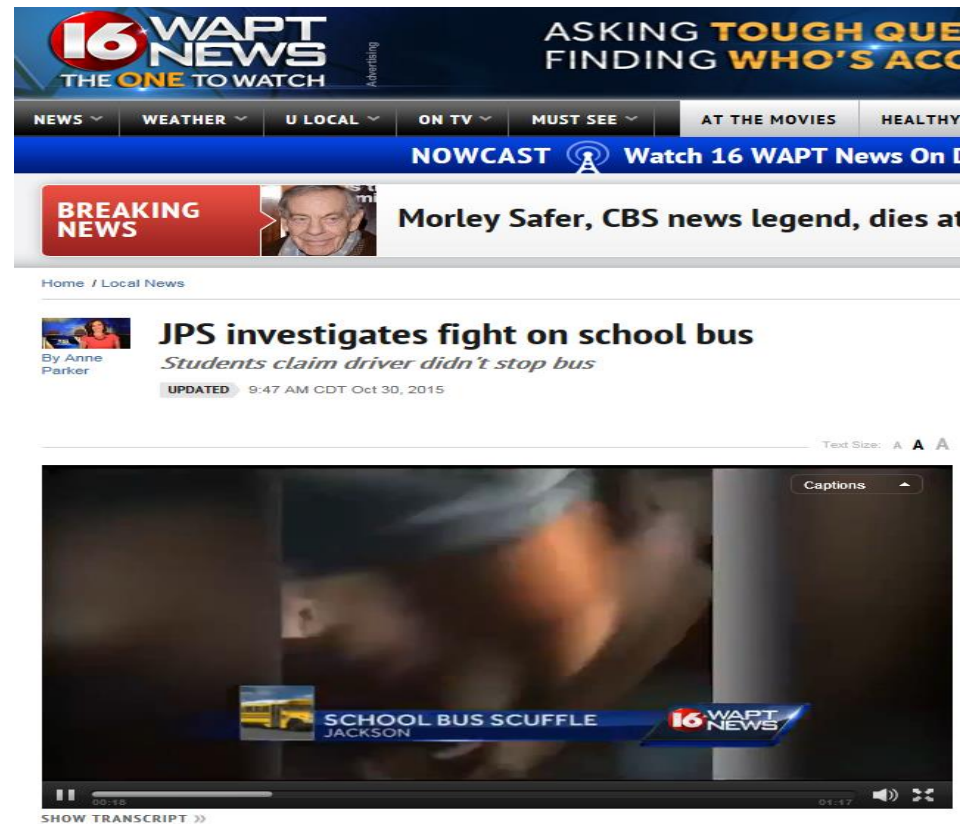 16 WAPT NEWS
THE ONE TO WATCH
Advertising
ASKING TOUGH QUE
FINDING WHO'S ACC
NEWS WEATHER U LOCAL ON TV MUST SEE AT THE MOVIES HEALTHY
NOWCAST Watch 16 WAPT News On D
BREAKING NEWS
Morley Safer, CBS news legend, dies at
Home / Local News
By Anne Parker
JPS investigates fight on school bus
Students claim driver didn't stop bus
UPDATED 9:47 AM CDT Oct 30, 2015
Text Size: A A A
Captions
SCHOOL BUS SCUFFLE
JACKSON
16 WAPT NEWS
00:18 01:17
SHOW TRANSCRIPT »